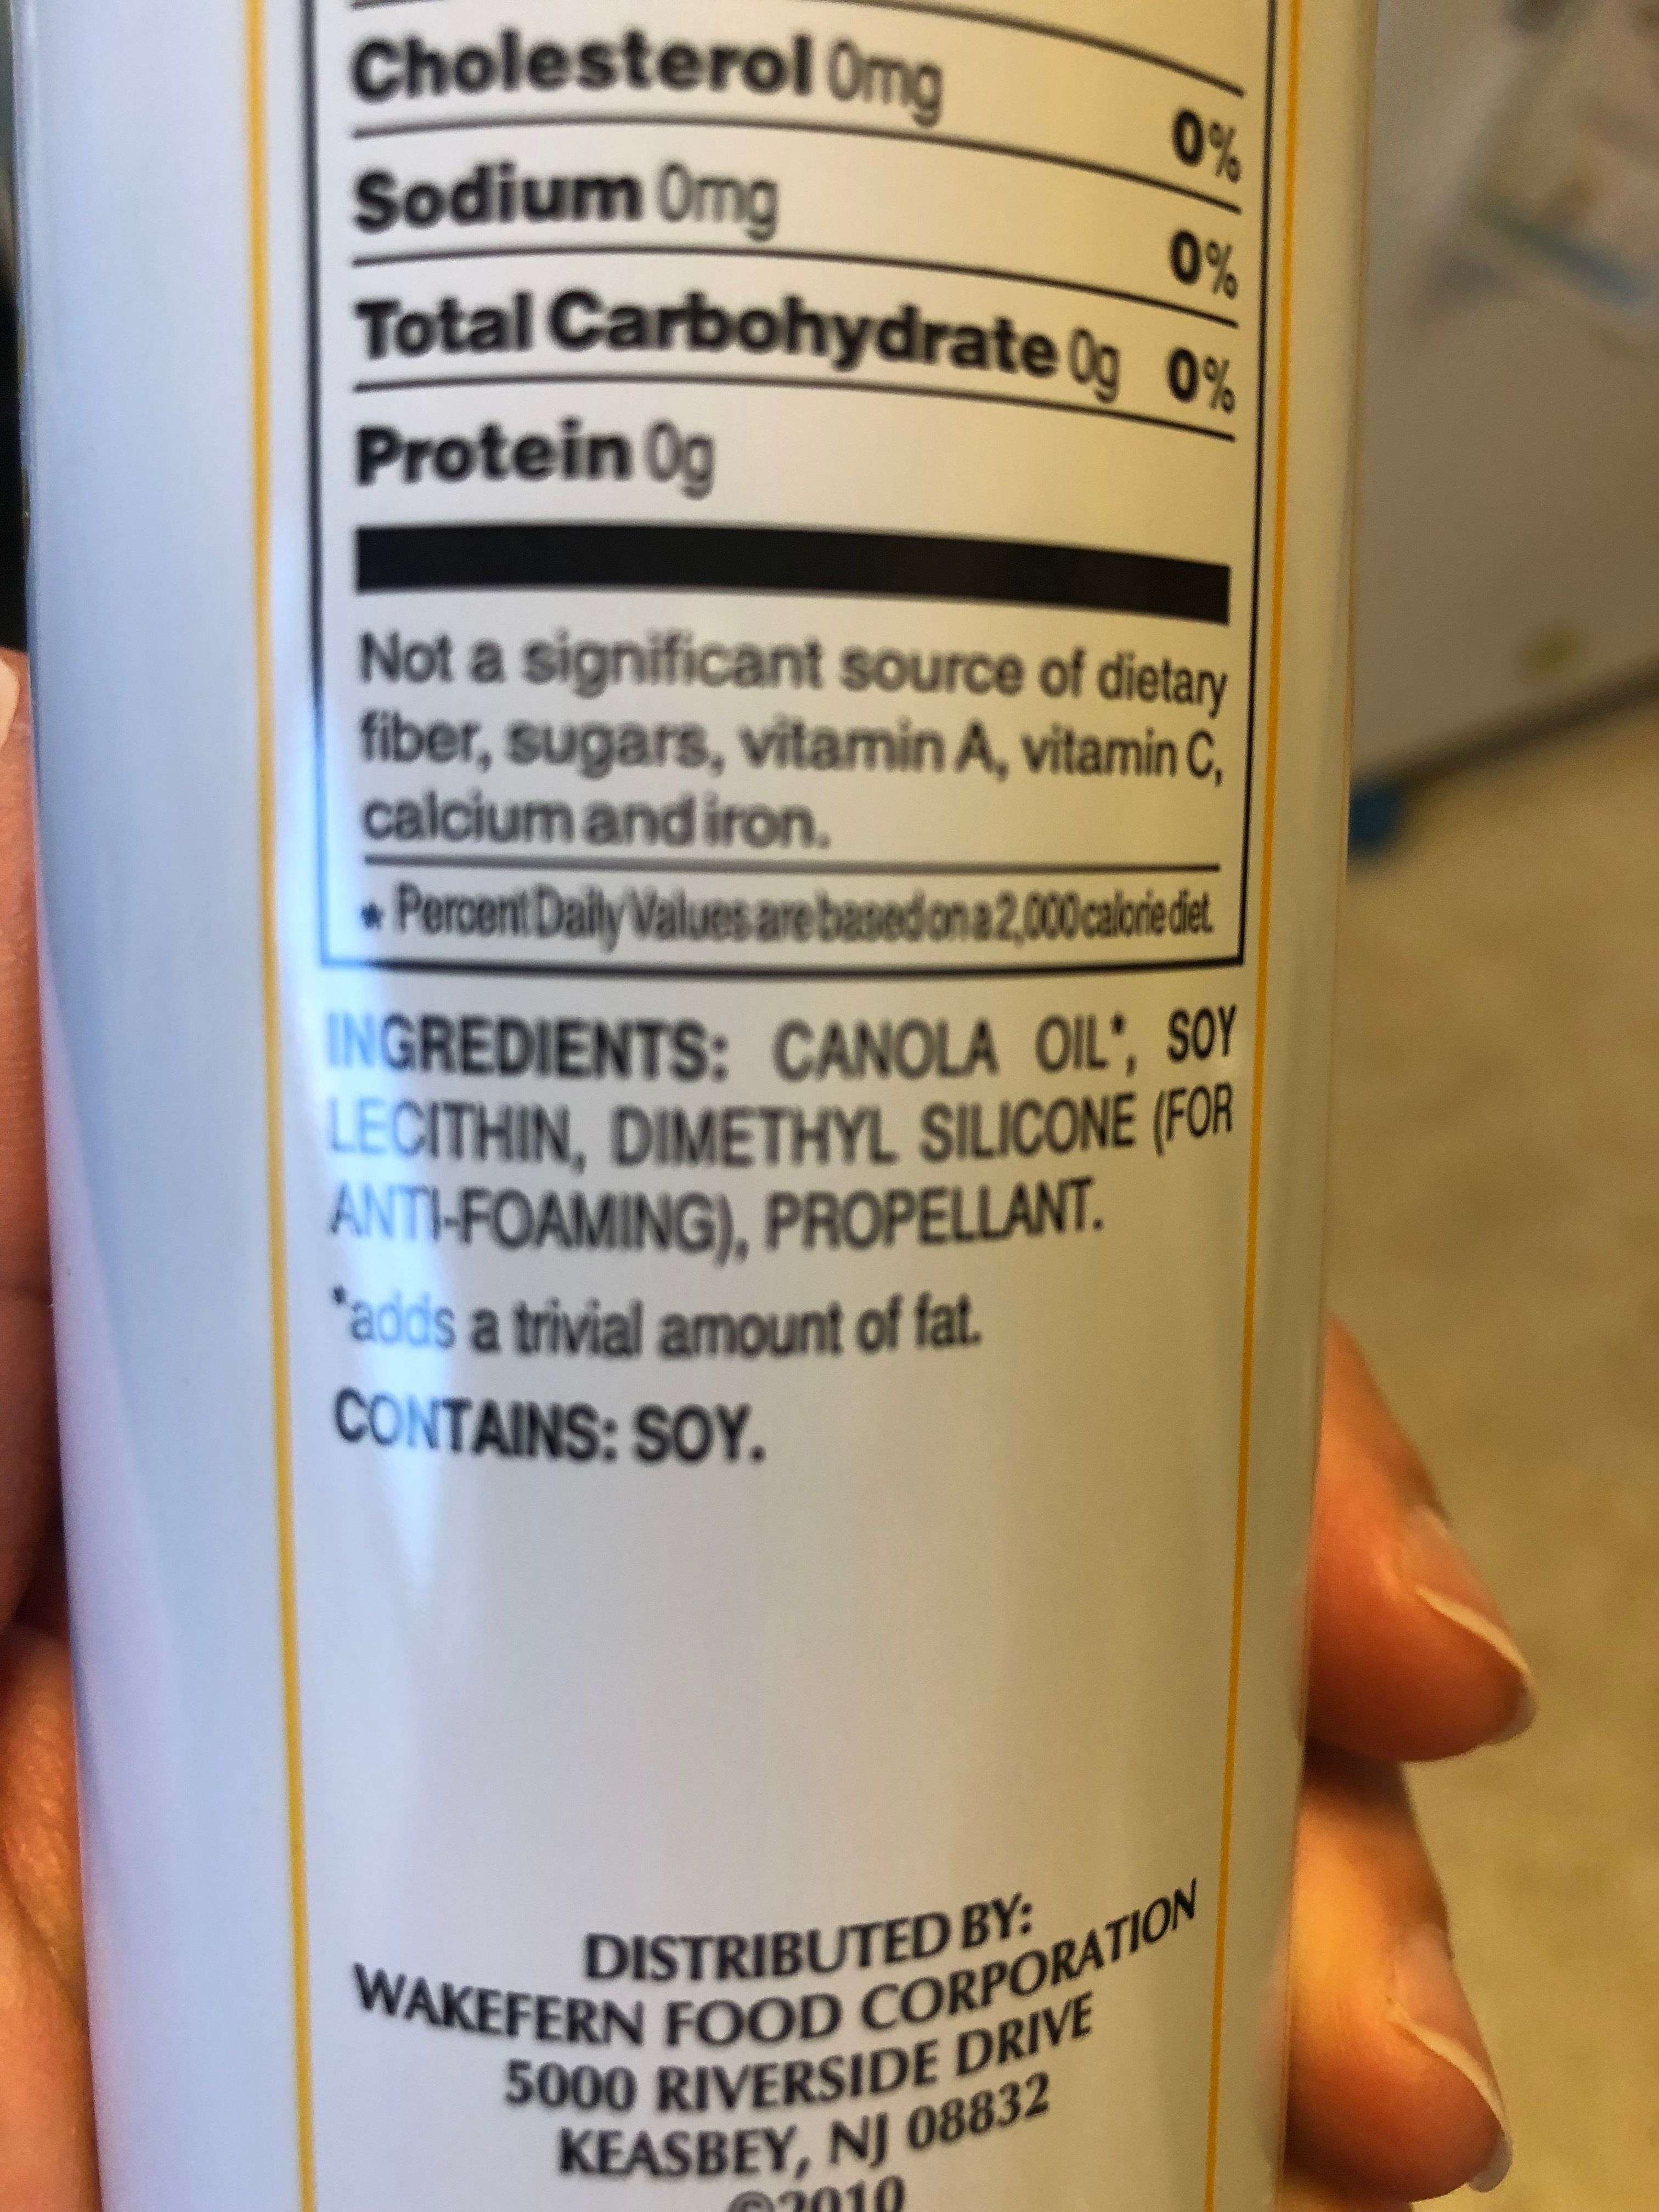 Cholesterol 0mg 0%
Sodium 0mg 0%
Total Carbohydrate 0g 0%
Protein 0g
Not a significant source of dietary
fiber, sugars, vitamin A, vitamin C,
calcium and iron.
* Percent Daily Values are based on a 2,000 calorie diet.
INGREDIENTS: CANOLA OIL*, SOY
LECITHIN, DIMETHYL SILICONE (FOR
ANTI-FOAMING), PROPELLANT.
*adds a trivial amount of fat.
CONTAINS: SOY.
DISTRIBUTED BY:
WAKEFERN FOOD CORPORATION
5000 RIVERSIDE DRIVE
KEASBEY, NJ 08832
©2010